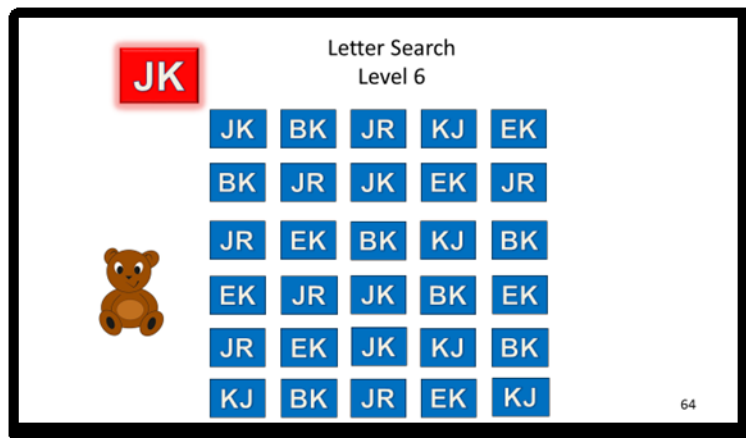 Letter Search
Level 6
JK
JK BK JR KJ EK
BK JR JK EK JR
JR EK BK KJ BK
EK JR JK BK EK
JR EK JK KJ BK
KJ BK JR EK KJ
64